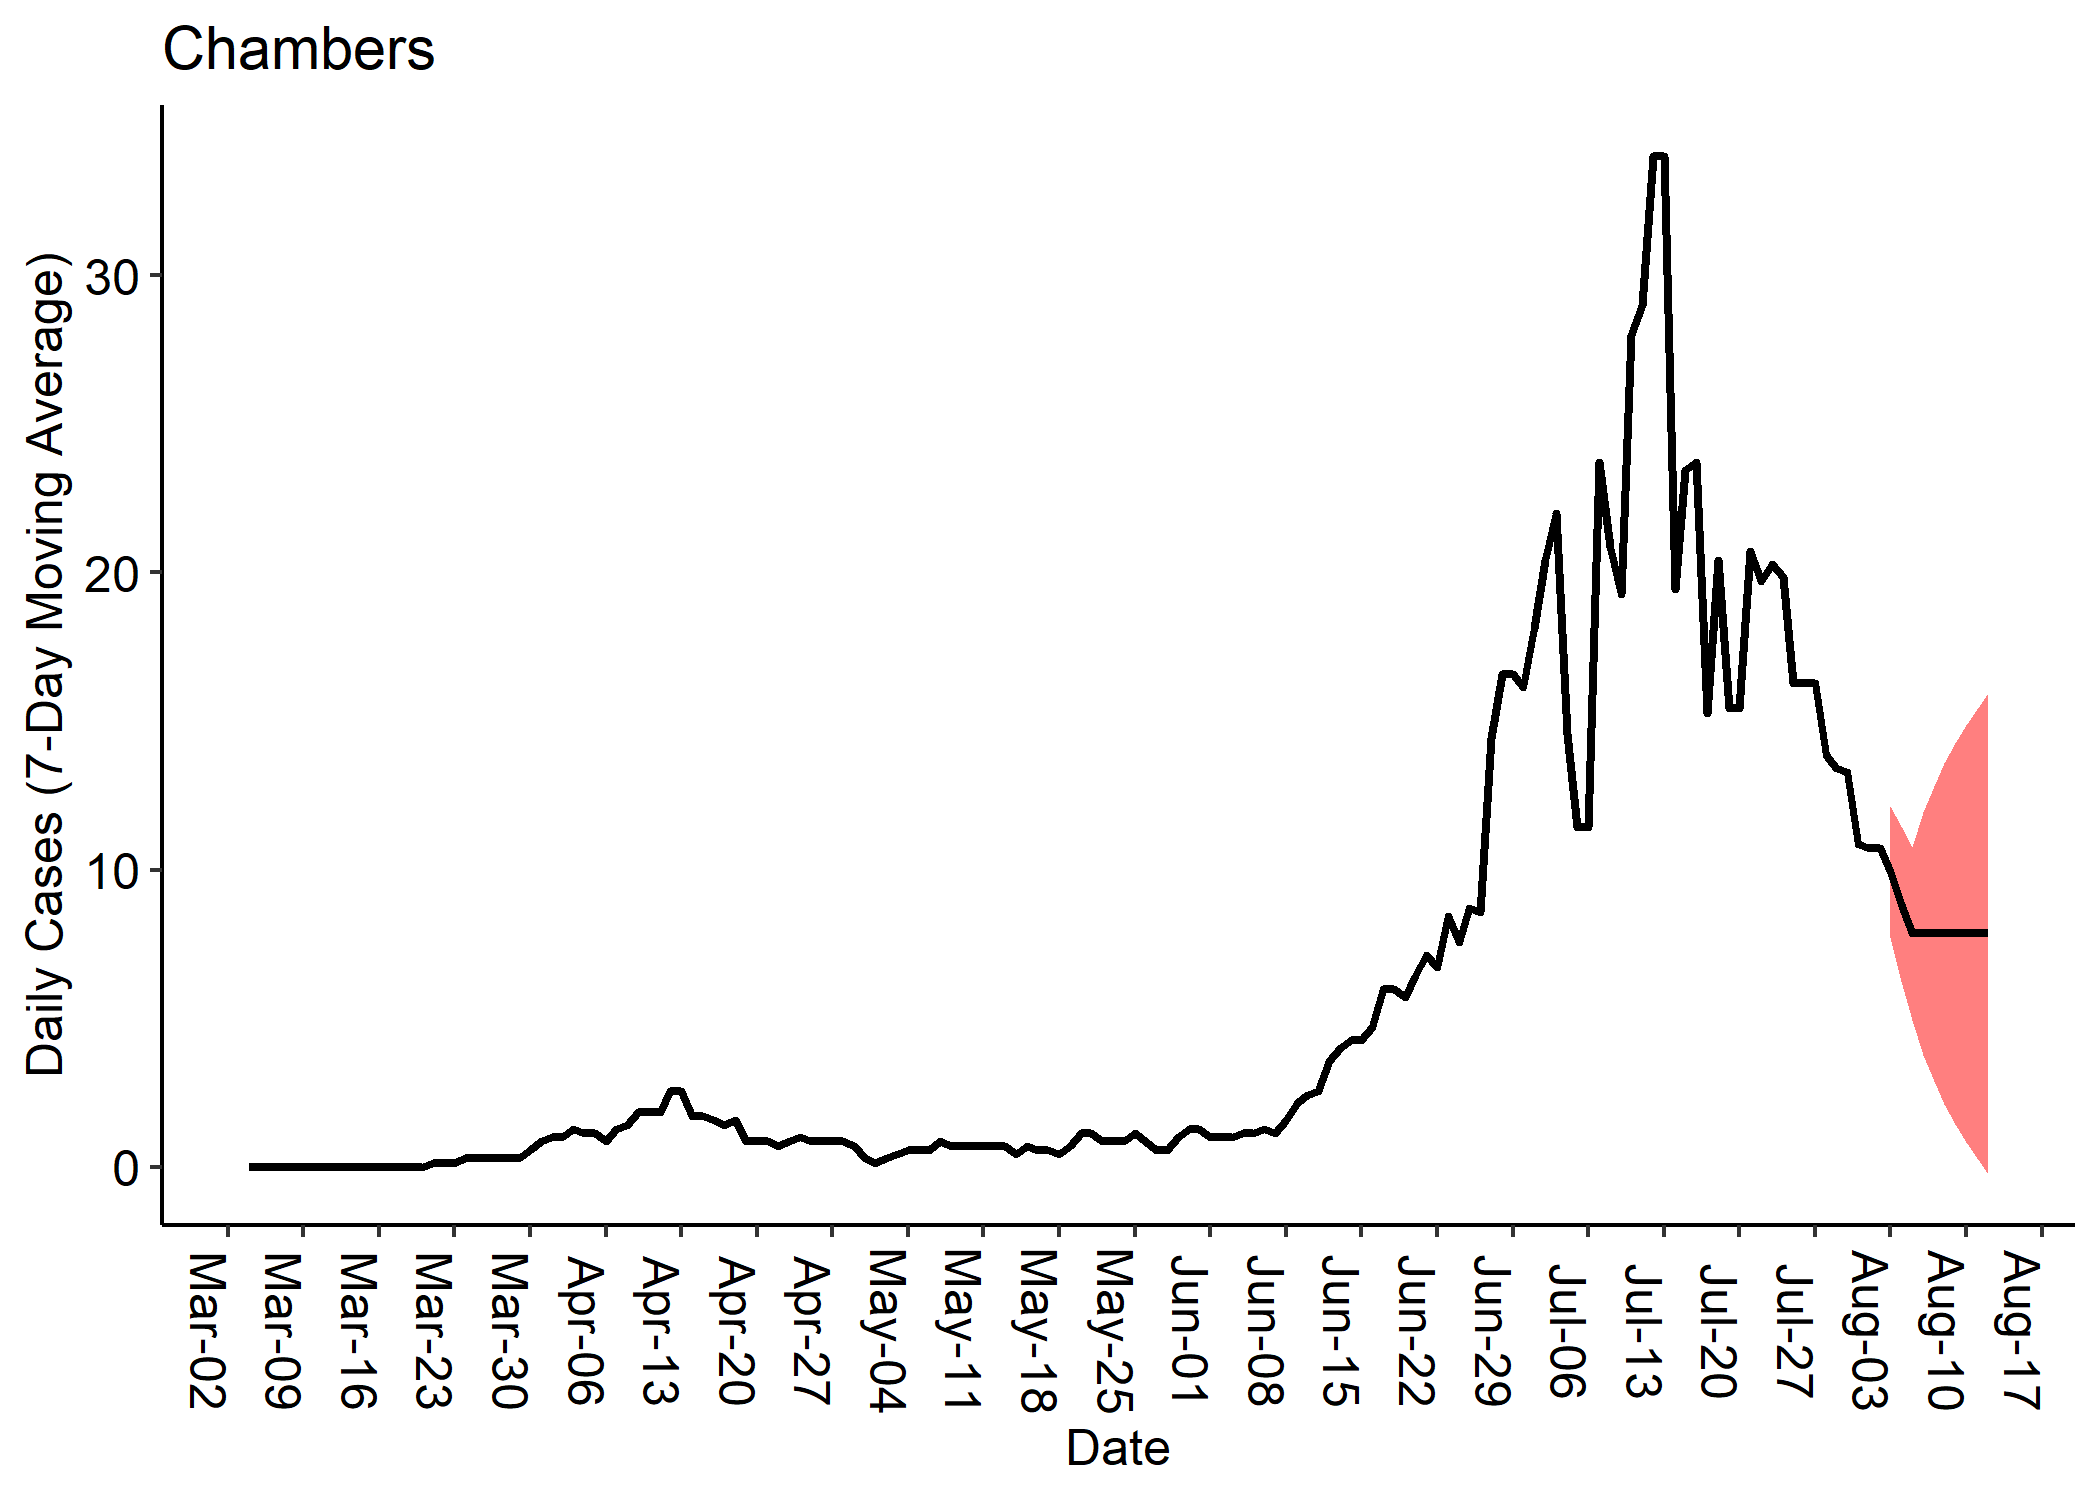 Chambers
Daily Cases (7-Day Moving Average)
30
20
10
0
Mar-02
Mar-09
Mar-16
Mar-23
Mar-30
Apr-06
Apr-13
Apr-20
Apr-27
May-04
May-11
May-18
May-25
Jun-01
Jun-08
Jun-15
Jun-22
Jun-29
Jul-06
Jul-13
Jul-20
Jul-27
Aug-03
Aug-10
Aug-17
Date